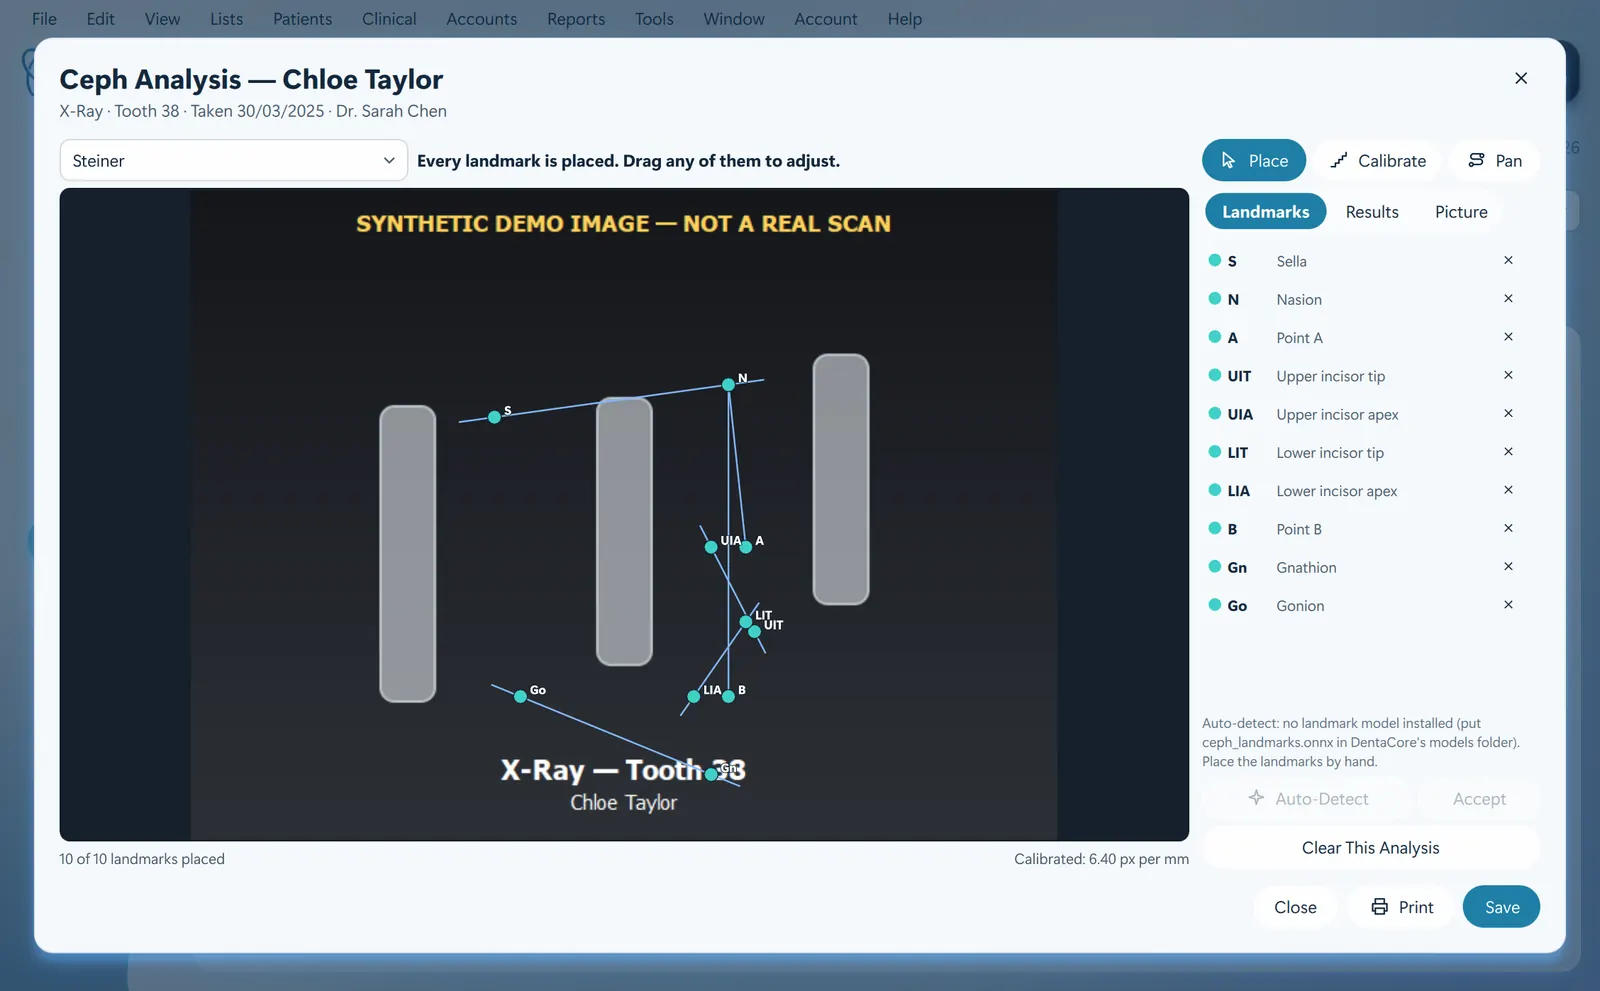 File Edit View Lists Patients Clinical Accounts Reports Tools Window Account Help
Ceph Analysis — Chloe Taylor
X-Ray · Tooth 38 · Taken 30/03/2025 · Dr. Sarah Chen
Steiner
Every landmark is placed. Drag any of them to adjust.
Place
Calibrate
Pan
Landmarks
Results
Picture
SYNTHETIC DEMO IMAGE — NOT A REAL SCAN
N
S
UIA
A
LIT
UIT
Go
LIA
B
Gn
X-Ray — Tooth 38
Chloe Taylor
S Sella
N Nasion
A Point A
UIT Upper incisor tip
UIA Upper incisor apex
LIT Lower incisor tip
LIA Lower incisor apex
B Point B
Gn Gnathion
Go Gonion
Auto-detect: no landmark model installed (put
ceph_landmarks.onnx in DentaCore's models folder).
Place the landmarks by hand.
Auto-Detect
Accept
Clear This Analysis
10 of 10 landmarks placed
Calibrated: 6.40 px per mm
Close
Print
Save